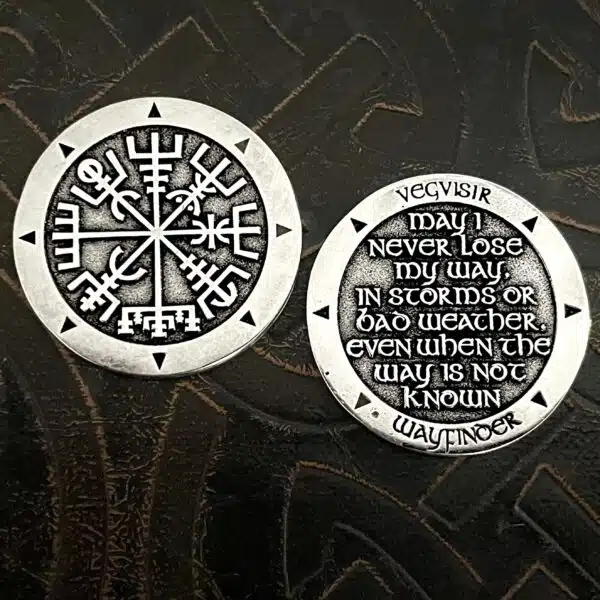 VEGVISIR
MAY I
NEVER LOSE
MY WAY,
IN STORMS OR
BAD WEATHER
EVEN WHEN THE
WAY IS NOT
KNOWN
WAYFINDER